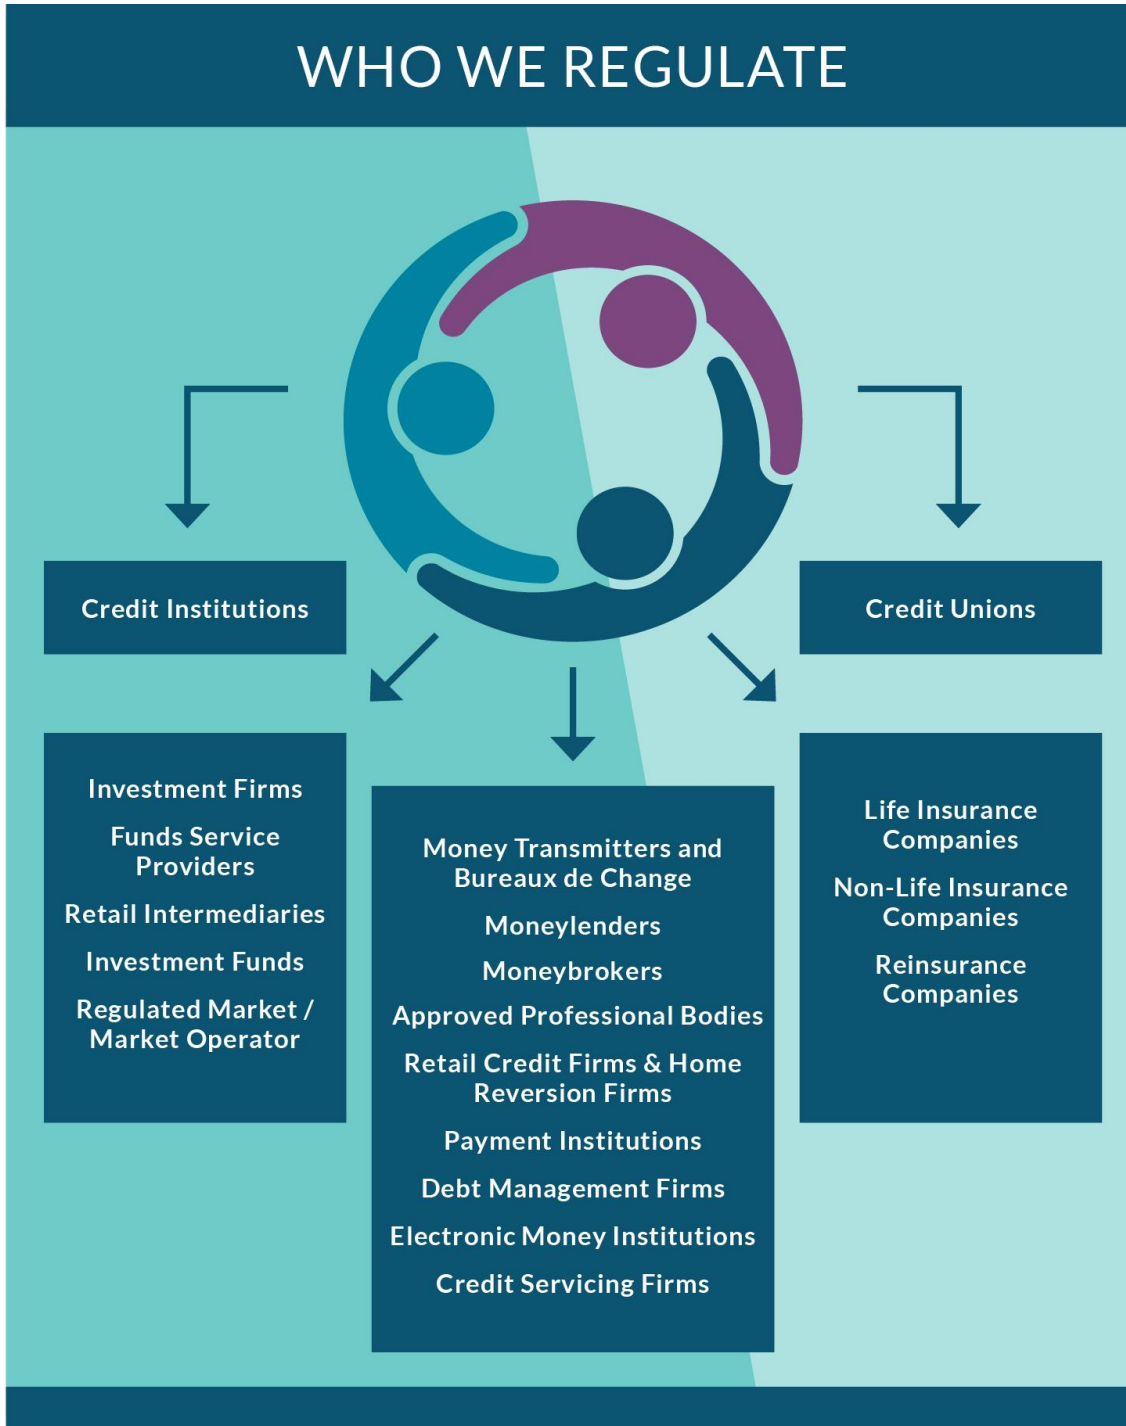 WHO WE REGULATE
Credit Institutions
Credit Unions
Investment Firms
Funds Service
Providers
Retail Intermediaries
Investment Funds
Regulated Market /
Market Operator
Money Transmitters and
Bureaux de Change
Moneylenders
Moneybrokers
Approved Professional Bodies
Retail Credit Firms & Home
Reversion Firms
Payment Institutions
Debt Management Firms
Electronic Money Institutions
Credit Servicing Firms
Life Insurance
Companies
Non-Life Insurance
Companies
Reinsurance
Companies